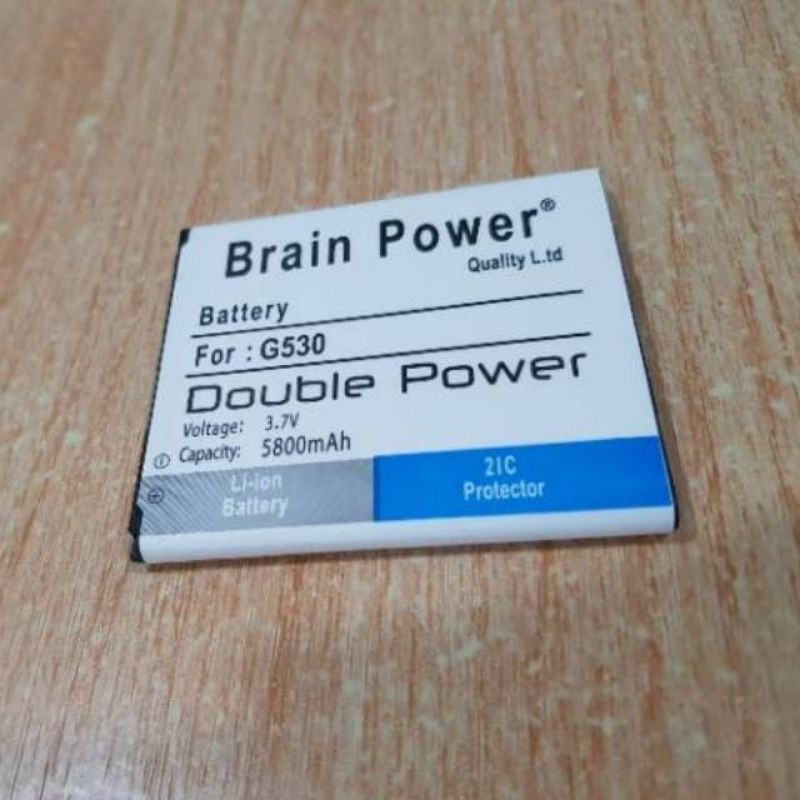 Brain Power®
Quality L.td
Battery
For : G530
Double Power
Voltage: 3.7V
Capacity: 5800mAh
Li-ion
Battery
2IC
Protector